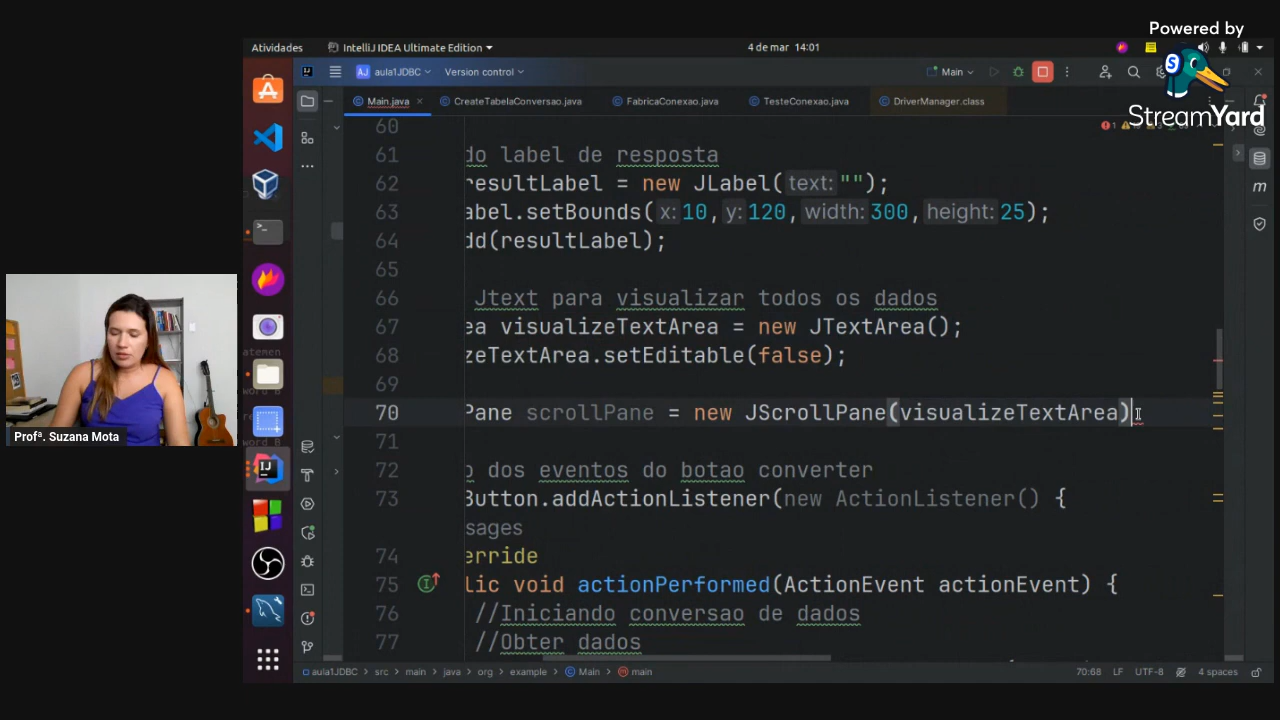 Powered by
StreamYard
Atividades
IntelliJ IDEA Ultimate Edition
4 de mar 14:01
AJ aula1JDBC
Version control
Main
Main.java
CreateTabelaConversao.java
FabricaConexao.java
TesteConexao.java
DriverManager.class
60
61 do label de resposta
62 resultLabel = new JLabel( text: "");
63 abel.setBounds( x: 10, y: 120, width: 300, height: 25);
64 dd(resultLabel);
65
66 Jtext para visualizar todos os dados
67 ea visualizeTextArea = new JTextArea();
68 zeTextArea.setEditable(false);
69
70 Pane scrollPane = new JScrollPane(visualizeTextArea)
71
72 o dos eventos do botao converter
73 Button.addActionListener(new ActionListener() {
sages
74 erride
75 lic void actionPerformed(ActionEvent actionEvent) {
76 //Iniciando conversao de dados
77 //Obter dados
Profª. Suzana Mota
aula1JDBC > src > main > java > org > example > Main > main
70:68 LF UTF-8 4 spaces